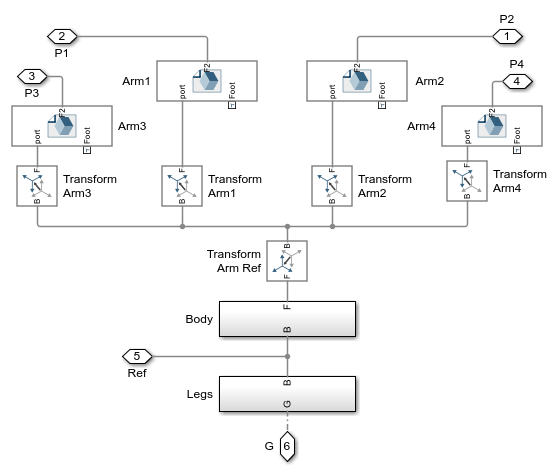 P2
2
1
P1
P4
3
Arm1
F2
port
Foot
F2
port
Foot
Arm2
4
P3
F2
port
Foot
Arm3
Arm4
F2
port
Foot
F
B
Transform
Arm3
F
B
Transform
Arm1
F
B
Transform
Arm2
F
B
Transform
Arm4
Transform
Arm Ref
B
F
Body
F
B
5
Ref
Legs
B
G
G
6